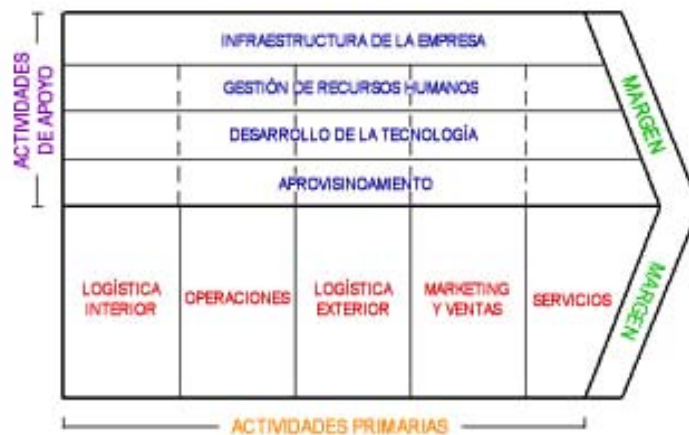 ACTIVIDADES
DE APOYO
INFRAESTRUCTURA DE LA EMPRESA
GESTIÓN DE RECURSOS HUMANOS
DESARROLLO DE LA TECNOLOGÍA
APROVISINOAMIENTO
MARGEN
LOGÍSTICA
INTERIOR
OPERACIONES
LOGÍSTICA
EXTERIOR
MARKETING
Y VENTAS
SERVICIOS
MARGEN
ACTIVIDADES PRIMARIAS